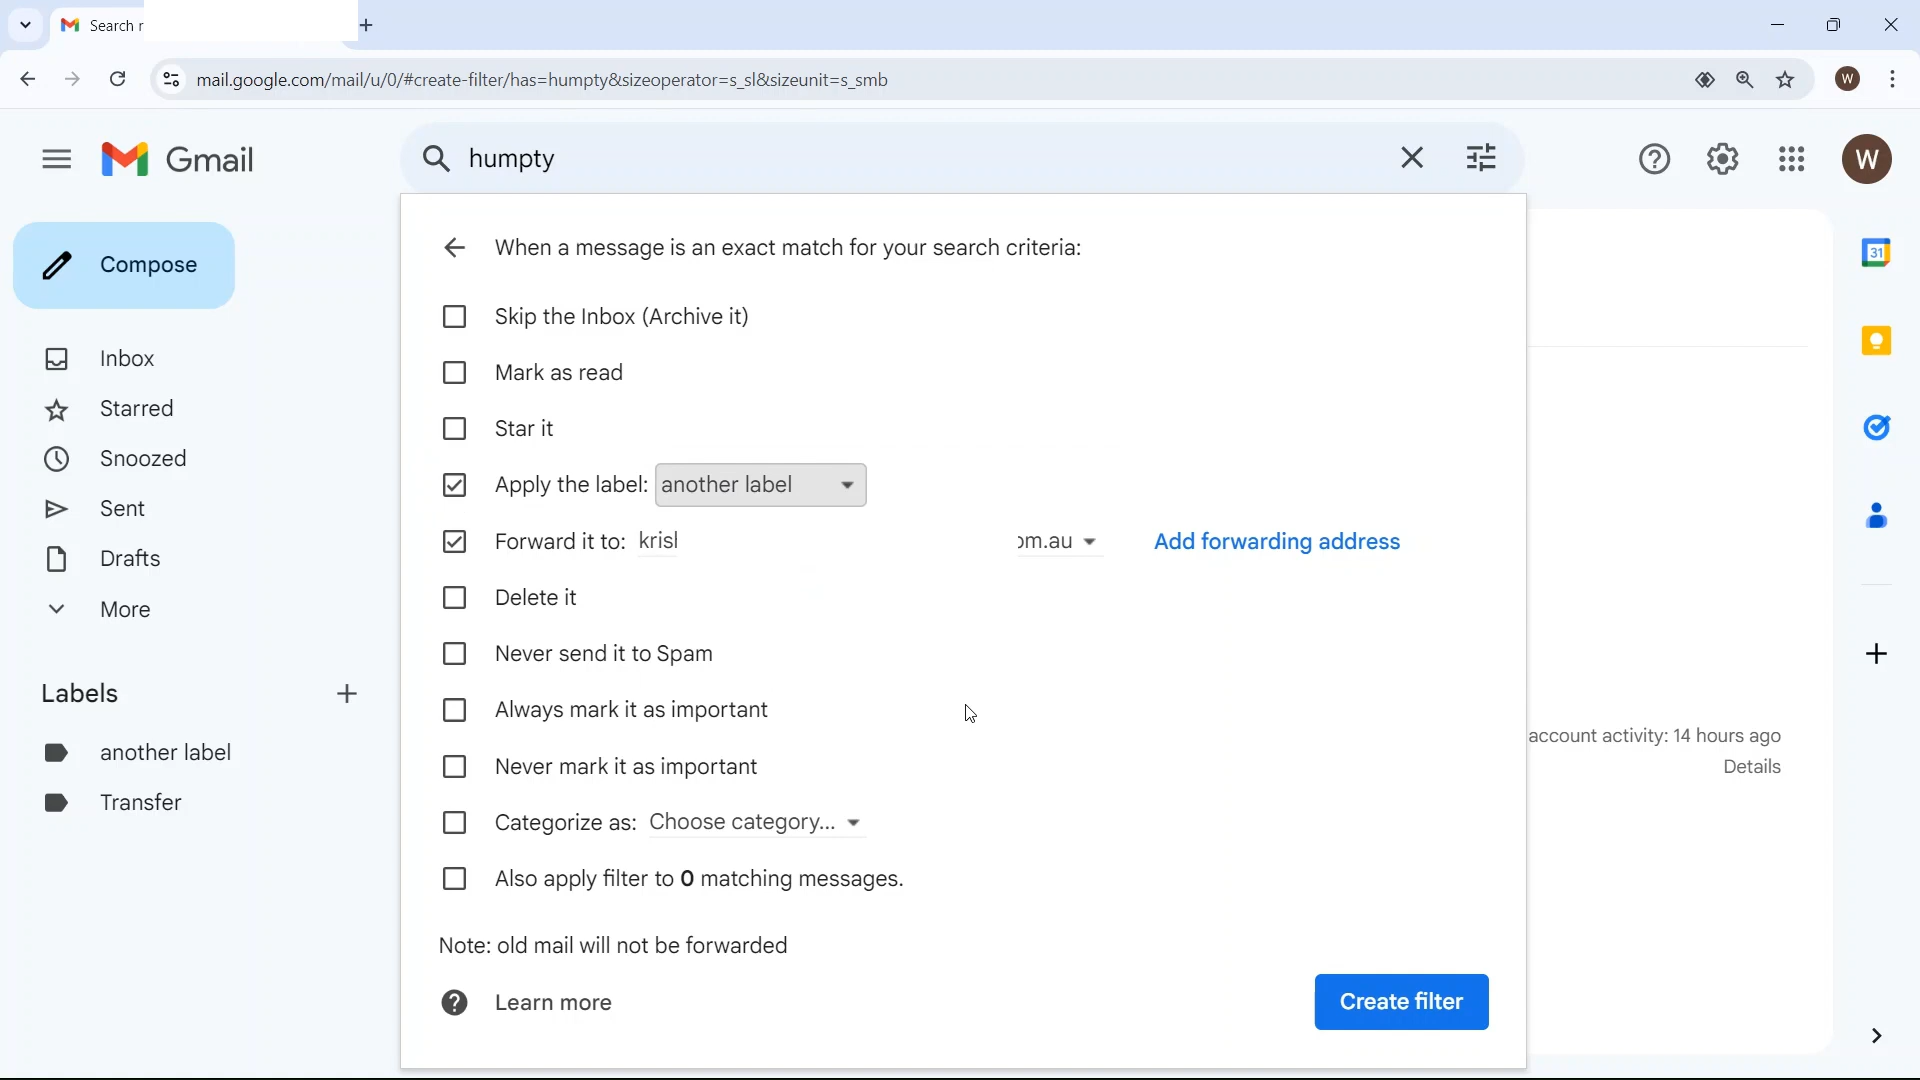 Search r
mail.google.com/mail/u/0/#create-filter/has=humpty&sizeoperator=s_sl&sizeunit=s_smb
W
Gmail
humpty
W
Compose
Inbox
Starred
Snoozed
Sent
Drafts
More
Labels
another label
Transfer
When a message is an exact match for your search criteria:
Skip the Inbox (Archive it)
Mark as read
Star it
Apply the label: another label
Forward it to: om.au Add forwarding address
Delete it
Never send it to Spam
Always mark it as important
Never mark it as important
Categorize as: Choose category...
Also apply filter to 0 matching messages.
Note: old mail will not be forwarded
Learn more
Create filter
31
account activity: 14 hours ago
Details